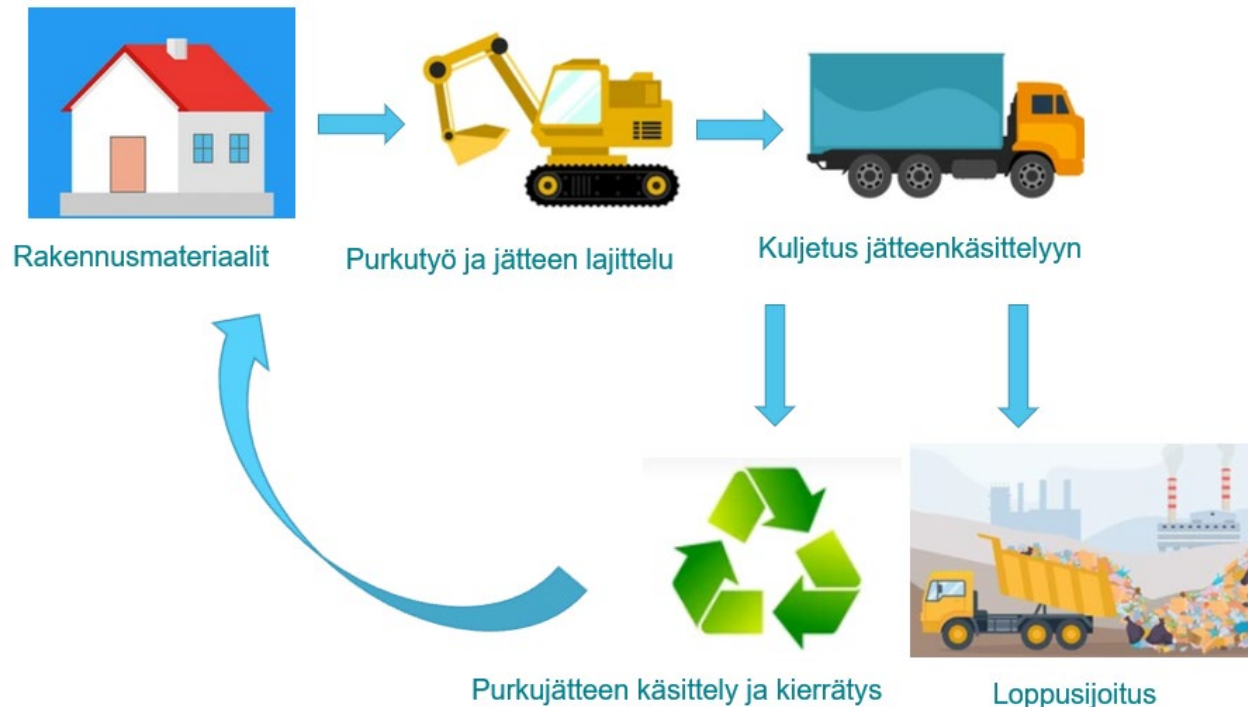 Rakennusmateriaalit
Purkutyö ja jätteen lajittelu
Kuljetus jätteenkäsittelyyn
Purkujätteen käsittely ja kierrätys
Loppusijoitus